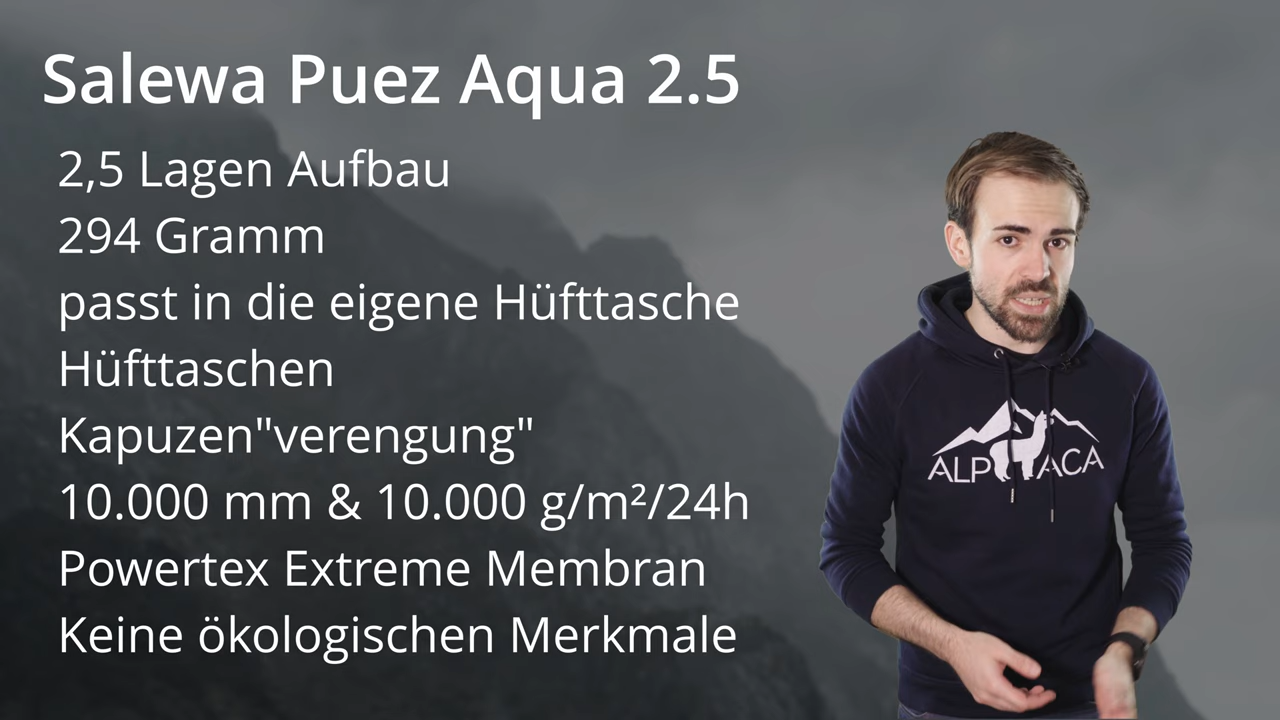 Salewa Puez Aqua 2.5
2,5 Lagen Aufbau
294 Gramm
passt in die eigene Hüfttasche
Hüfttaschen
Kapuzen"verengung"
10.000 mm & 10.000 g/m²/24h
Powertex Extreme Membran
Keine ökologischen Merkmale
ALPACA